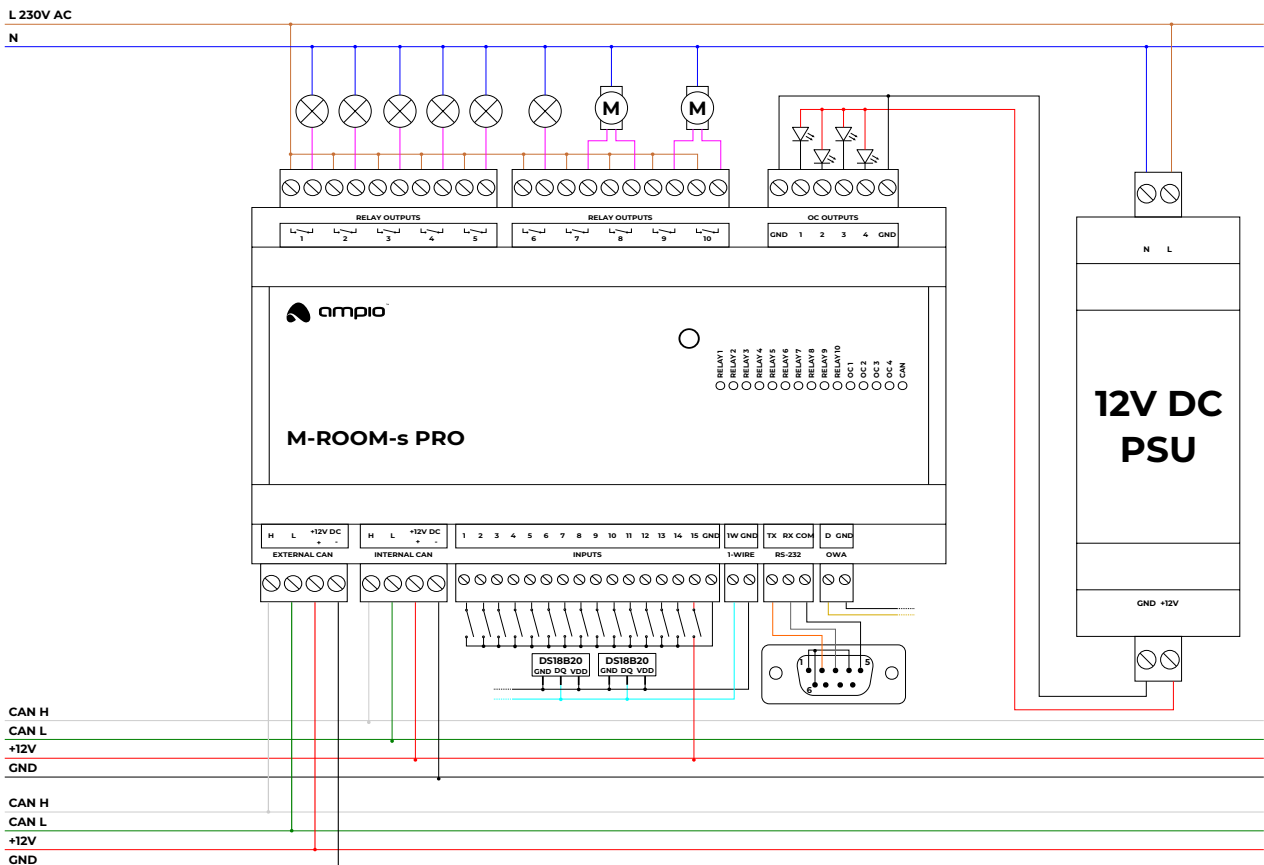 L 230V AC
N
M M
RELAY OUTPUTS RELAY OUTPUTS OC OUTPUTS
1 2 3 4 5 6 7 8 9 10 GND 1 2 3 4 GND
N L
ampio™
RELAY 1 RELAY 2 RELAY 3 RELAY 4 RELAY 5 RELAY 6 RELAY 7 RELAY 8 RELAY 9 RELAY 10 OC 1 OC 2 OC 3 OC 4 CAN
12V DC
PSU
M-ROOM-s PRO
H L +12V DC + - H L +12V DC + - 1 2 3 4 5 6 7 8 9 10 11 12 13 14 15 GND 1W GND TX RX COM D GND
EXTERNAL CAN INTERNAL CAN INPUTS 1-WIRE RS-232 OWA
GND +12V
DS18B20 DS18B20
GND DQ VDD GND DQ VDD
1 5
6
CAN H
CAN L
+12V
GND
CAN H
CAN L
+12V
GND